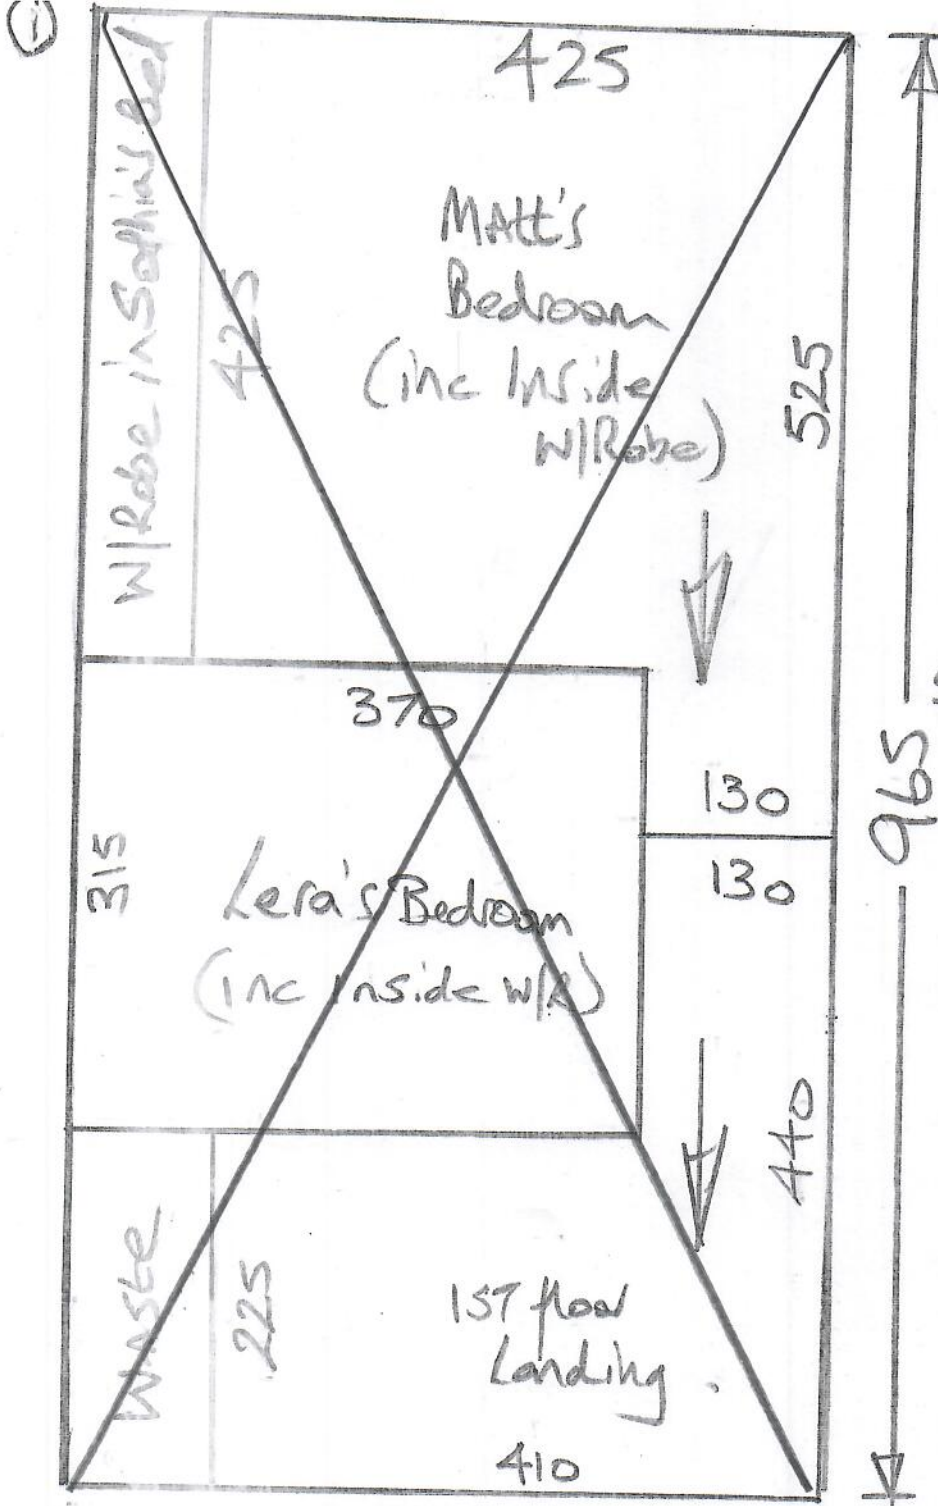 1
425
W/Robe in Sophia's Bed
425
Matt's
Bedroom
(inc Inside
W/Robe)
525
370
130
965
130
315
Lera's Bedroom
(inc Inside W/R)
440
Waste
225
1ST floor
Landing.
410